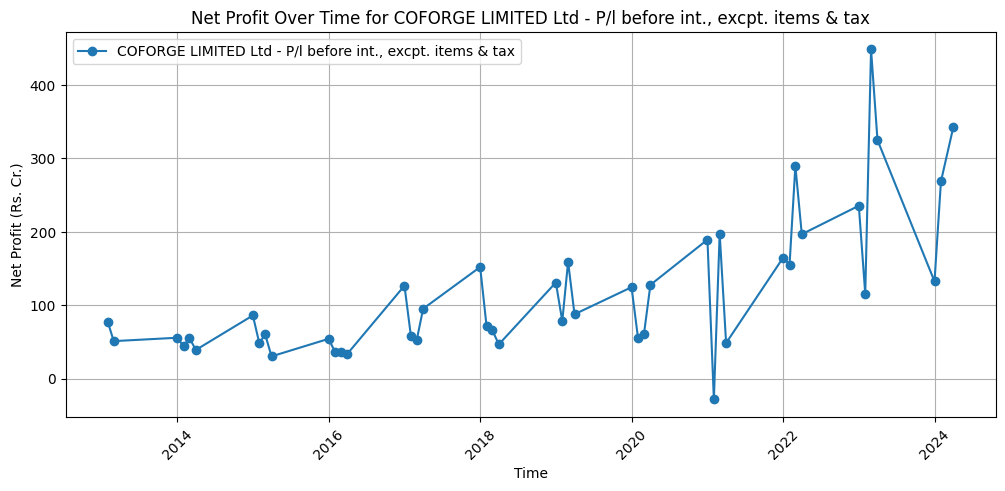 Net Profit Over Time for COFORGE LIMITED Ltd - P/l before int., excpt. items & tax
COFORGE LIMITED Ltd - P/l before int., excpt. items & tax
Net Profit (Rs. Cr.)
400
300
200
100
0
2014
2016
2018
2020
2022
2024
Time